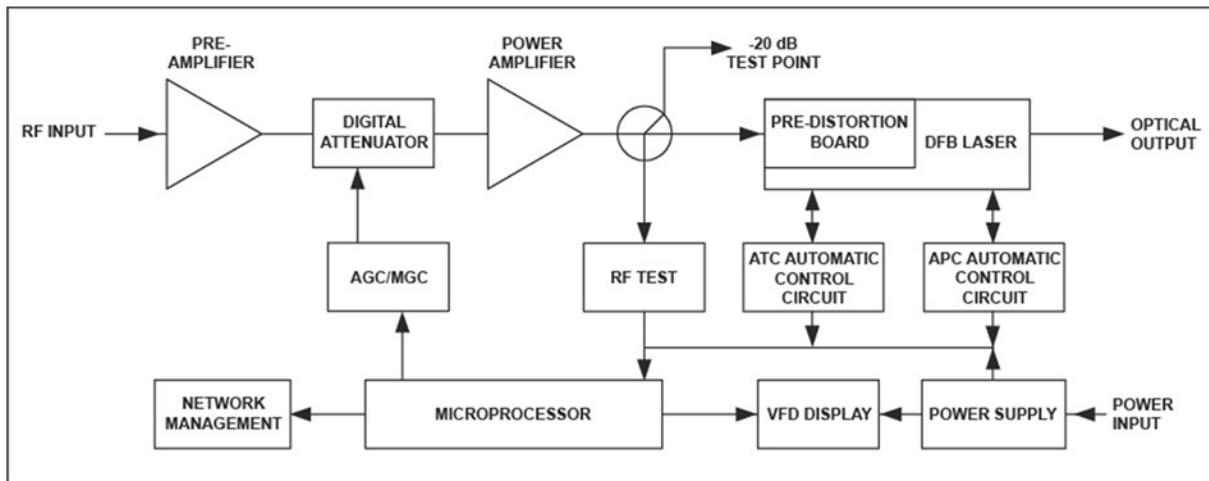 PRE-
AMPLIFIER
POWER
AMPLIFIER
-20 dB
TEST POINT
RF INPUT
DIGITAL
ATTENUATOR
PRE-DISTORTION
BOARD
DFB LASER
OPTICAL
OUTPUT
AGC/MGC
RF TEST
ATC AUTOMATIC
CONTROL
CIRCUIT
APC AUTOMATIC
CONTROL
CIRCUIT
NETWORK
MANAGEMENT
MICROPROCESSOR
VFD DISPLAY
POWER SUPPLY
POWER
INPUT